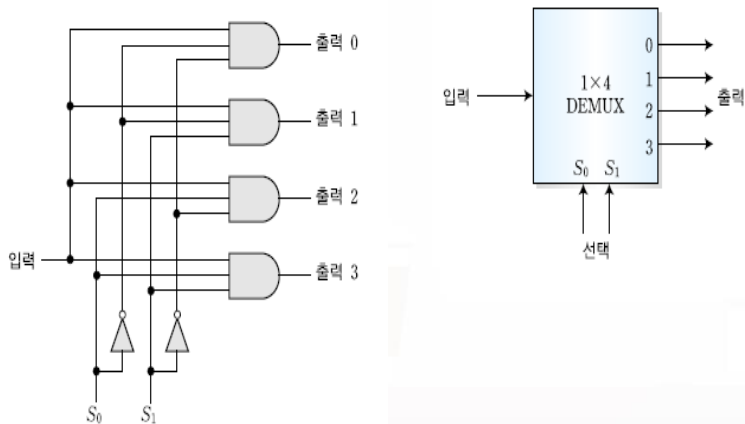 출력 0
출력 1
출력 2
출력 3
입력
S₀ S₁
입력
1×4
DEMUX
0
1
2
3
출력
S₀ S₁
선택